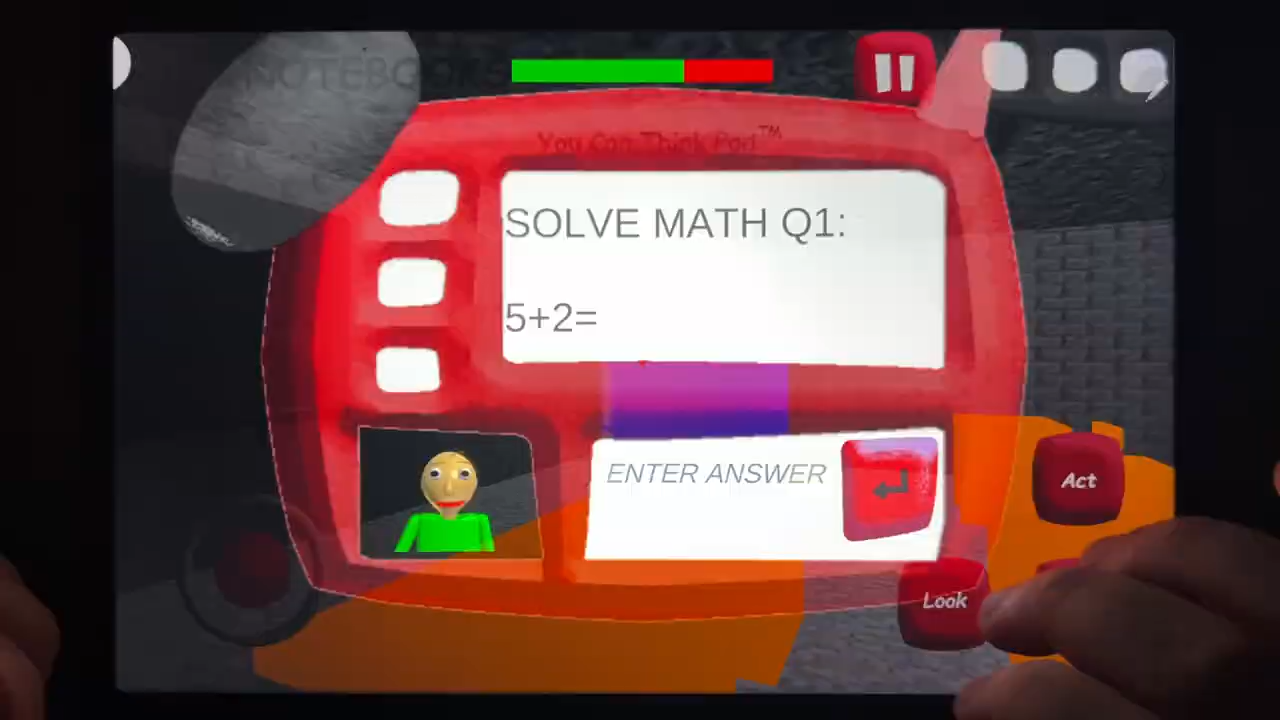 NOTEBOOKS
You Can Think Pad™
SOLVE MATH Q1:
5+2=
ENTER ANSWER
Act
Look